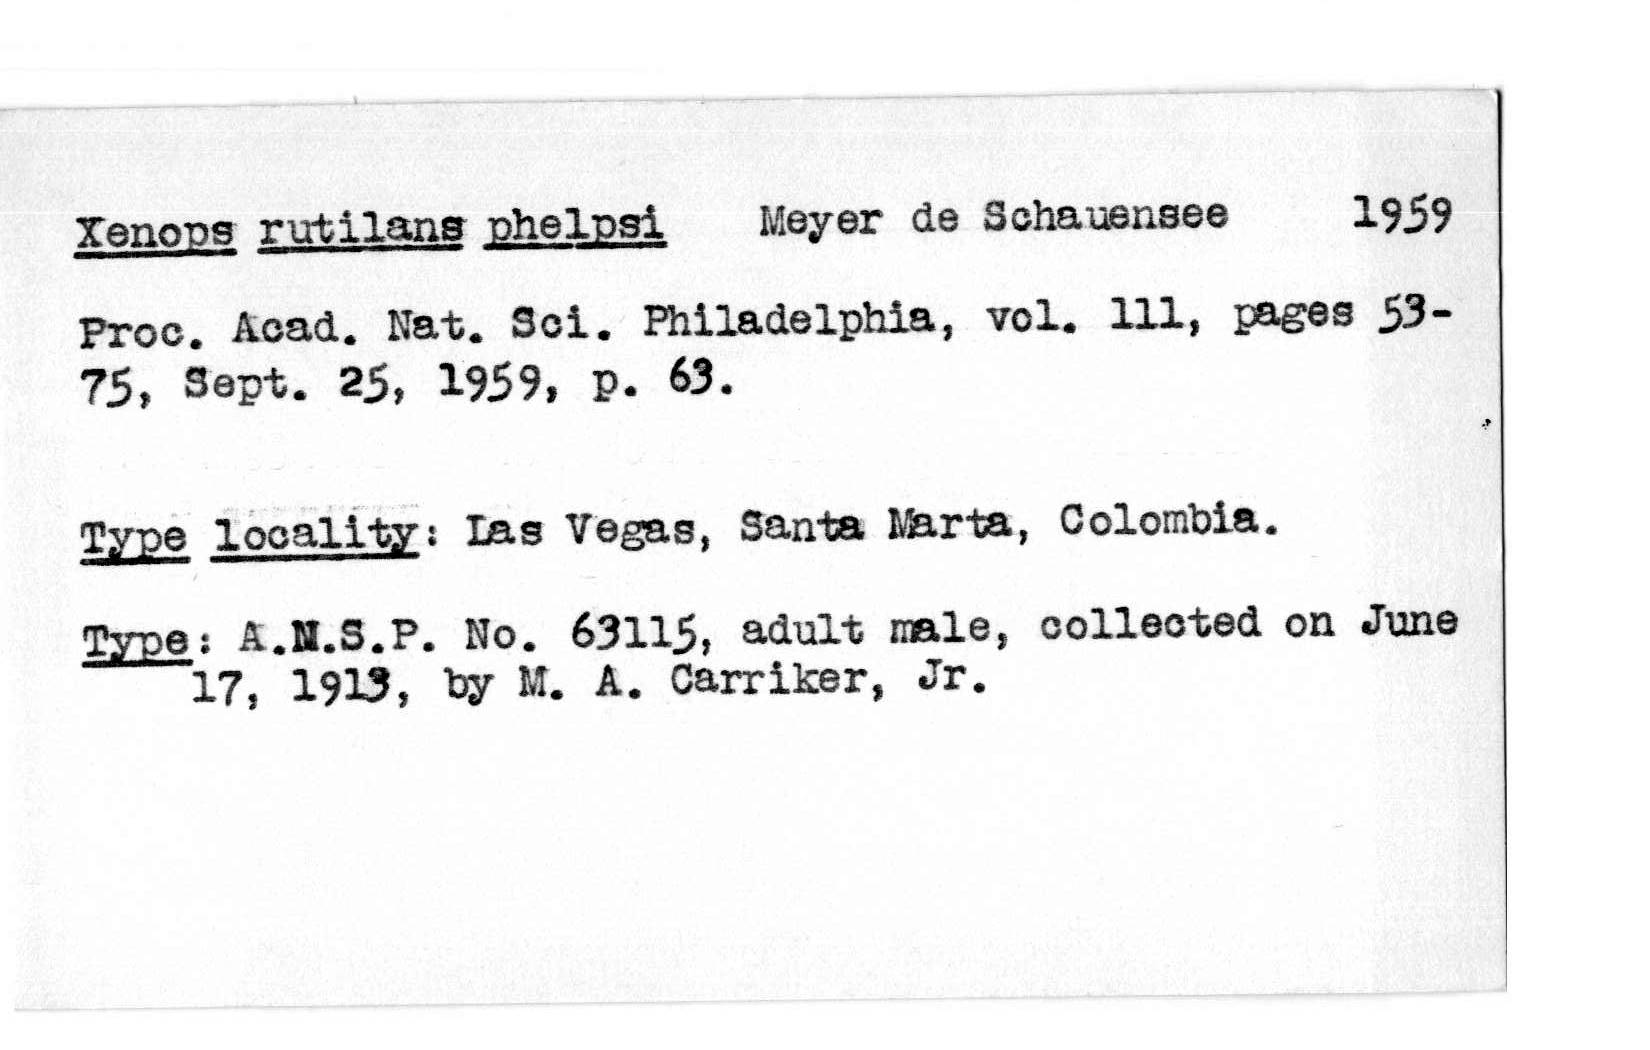 Xenops rutilans phelpsi Meyer de Schauensee 1959
Proc. Acad. Nat. Sci. Philadelphia, vol. 111, pages 53-
75, Sept. 25, 1959, p. 63.
Type locality: Las Vegas, Santa Marta, Colombia.
Type: A.N.S.P. No. 63115, adult male, collected on June
17, 1913, by M. A. Carriker, Jr.